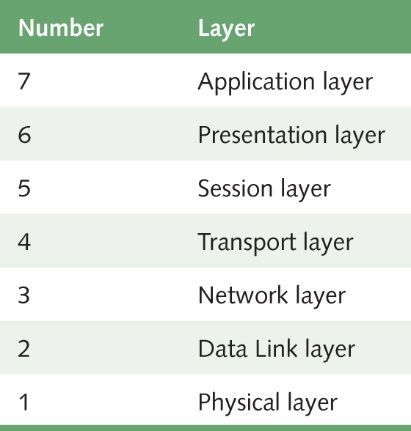 Number Layer
7 Application layer
6 Presentation layer
5 Session layer
4 Transport layer
3 Network layer
2 Data Link layer
1 Physical layer